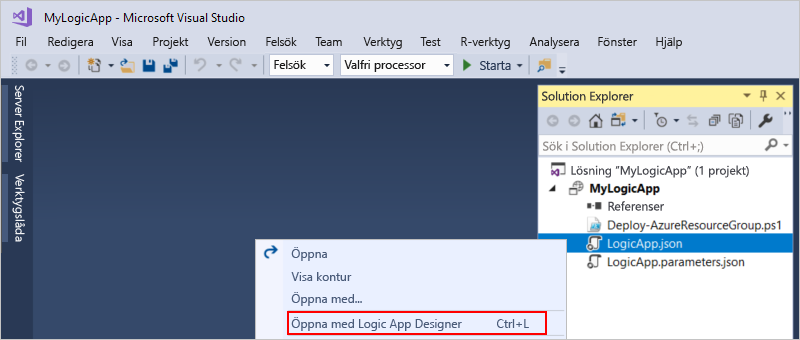 MyLogicApp - Microsoft Visual Studio
Fil Redigera Visa Projekt Version Felsök Team Verktyg Test R-verktyg Analysera Fönster Hjälp
Felsök Valfri processor Starta
Server Explorer
Verktygslåda
Solution Explorer
Sök i Solution Explorer (Ctrl+;)
Lösning "MyLogicApp" (1 projekt)
MyLogicApp
Referenser
Deploy-AzureResourceGroup.ps1
LogicApp.json
LogicApp.parameters.json
Öppna
Visa kontur
Öppna med...
Öppna med Logic App Designer Ctrl+L